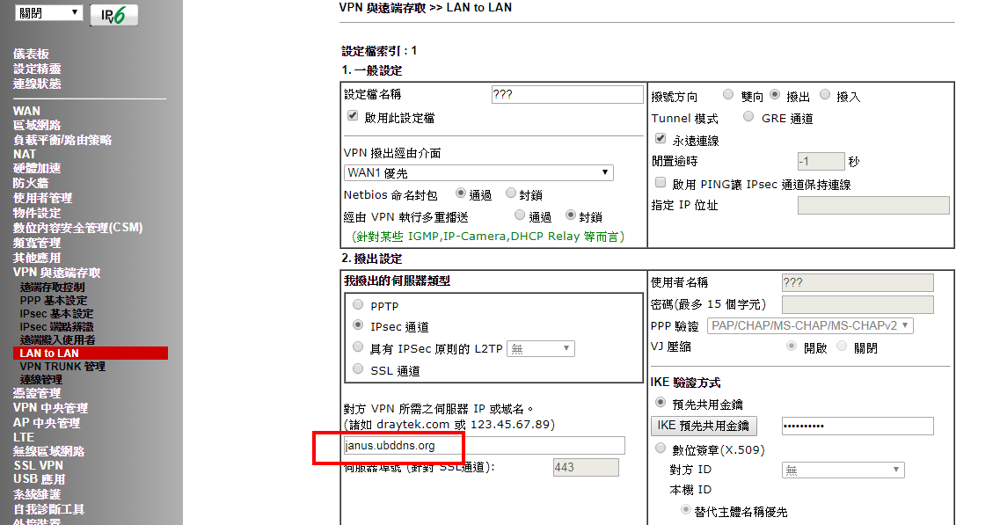 關閉
IPv6
儀表板
設定精靈
連線狀態
WAN
區域網路
負載平衡/路由策略
NAT
硬體加速
防火牆
使用者管理
物件設定
數位內容安全管理(CSM)
頻寬管理
其他應用
VPN 與遠端存取
遠端存取控制
PPP 基本設定
IPsec 基本設定
IPsec 端點辨識
遠端撥入使用者
LAN to LAN
VPN TRUNK 管理
連線管理
憑證管理
VPN 中央管理
AP 中央管理
LTE
無線區域網路
SSL VPN
USB 應用
系統維護
自我診斷工具
外接裝置
VPN 與遠端存取 >> LAN to LAN
設定檔索引 : 1
1. 一般設定
設定檔名稱 ???
啟用此設定檔
VPN 撥出經由介面
WAN1 優先
Netbios 命名封包 通過 封鎖
經由 VPN 執行多重播送 通過 封鎖
(針對某些 IGMP,IP-Camera,DHCP Relay 等而言)
撥號方向 雙向 撥出 撥入
Tunnel 模式 GRE 通道
永遠連線
閒置逾時 -1 秒
啟用 PING讓 IPsec 通道保持連線
指定 IP 位址
2. 撥出設定
我撥出的伺服器類型
PPTP
IPsec 通道
具有 IPSec 原則的 L2TP 無
SSL 通道
對方 VPN 所需之伺服器 IP 或域名。
(諸如 draytek.com 或 123.45.67.89)
janus.ubddns.org
伺服器埠號 (針對 SSL通道): 443
使用者名稱 ???
密碼(最多 15 個字元)
PPP 驗證 PAP/CHAP/MS-CHAP/MS-CHAPv2
VJ 壓縮 開啟 關閉
IKE 驗證方式
預先共用金鑰
IKE 預先共用金鑰 ••••••••••
數位簽章(X.509)
對方 ID 無
本機 ID
替代主體名稱優先